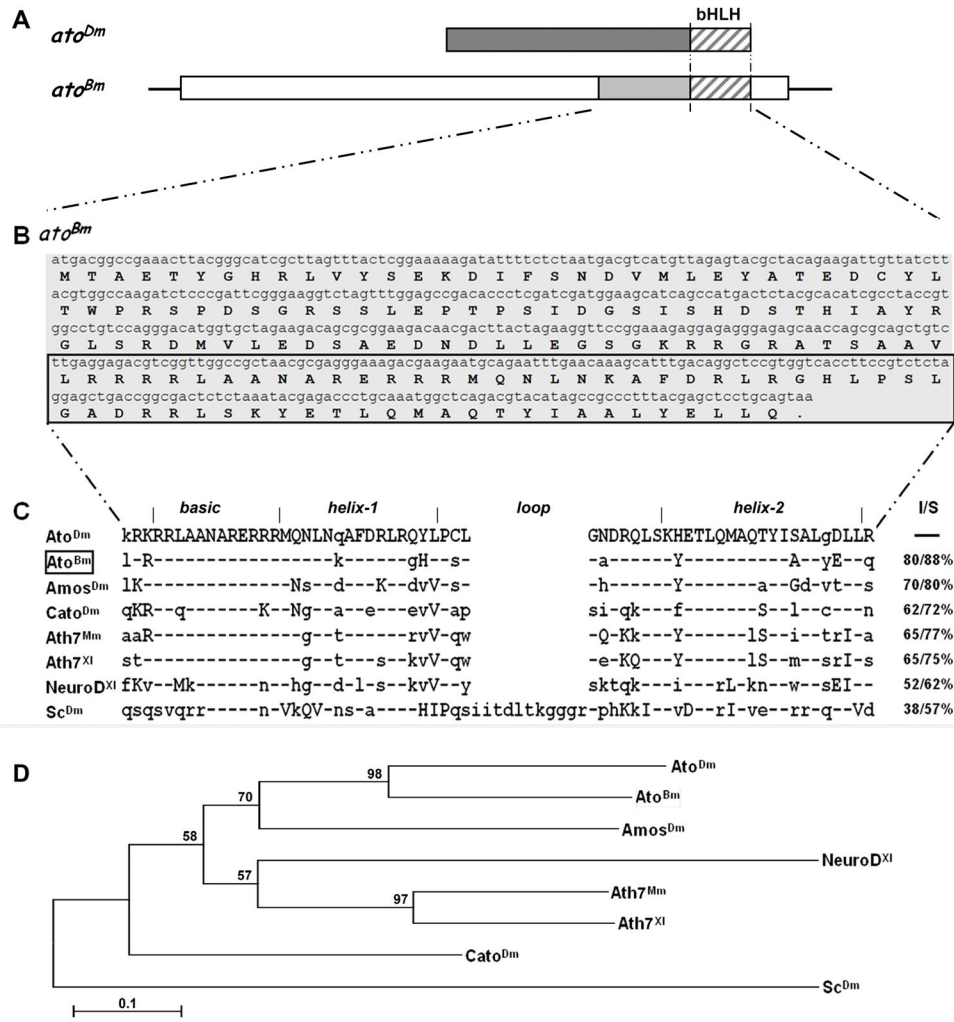 A
bHLH
ato^Dm
ato^Bm
B ato^Bm
atgacggccgaaacttacgggcatcgcttagtttactcggaaaaagatattttctctaatgacgtcatgttagagtacgctacagaagattgttatctt
M T A E T Y G H R L V Y S E K D I F S N D V M L E Y A T E D C Y L
acgtggccaagatctcccgattcgggaaggtctagtttggagccgacaccctcgatcgatggaagcatcagccatgactctacgcacatcgcctaccgt
T W P R S P D S G R S S L E P T P S I D G S I S H D S T H I A Y R
ggcctgtccagggacatggtgctagaagacagcgcggaagacaacgacttactagaaggttccggaaagaggagagggagagcaaccagcgcagctgtc
G L S R D M V L E D S A E D N D L L E G S G K R R G R A T S A A V
ttgaggagacgtcggttggccgctaacgcgagggaaagacgaagaatgcagaatttgaacaaagcatttgacaggctccgtggtcaccttccgtctcta
L R R R R L A A N A R E R R R M Q N L N K A F D R L R G H L P S L
ggagctgaccggcgactctctaaatacgagaccctgcaaatggctcagacgtacatagccgccctttacgagctcctgcagtaa
G A D R R L S K Y E T L Q M A Q T Y I A A L Y E L L Q .
C
basic helix-1 loop helix-2 I/S
Ato^Dm kRKRRLAANARERRRMQNLNqAFDRLRQYLPCL GNDRQLSKHETLQMAQTYISALgDLLR —
Ato^Bm l-R-----------------k-----gH--s- a------Y---------A--yE--q 80/88%
Amos^Dm lK--------------Ns--d---K--dvV-s- h------Y---------Gd-vt--s 70/80%
Cato^Dm qKR--q-------K--Ng--a--e---evV-ap si-qk---f--------S--l--c---n 62/72%
Ath7^Mm aaR---------------g--t-----rvV-qw -Q-Kk---Y------lS--i--trI-a 65/77%
Ath7^Xl st----------------g--t---s--kvV-qw -e-KQ---Y------lS--m--srI-s 65/75%
NeuroD^Xl fKv--Mk-------n--hg--d-l-s--kvV--y sktqk---i---rL-kn--w--sEI-- 52/62%
Sc^Dm qsqsvqrr-----n-VkQV-ns-a----HIPqsiitdltkgggr-phKkI--vD--rI-ve--rr-q--Vd 38/57%
D
98
Ato^Dm
70
Ato^Bm
Amos^Dm
58
NeuroD^Xl
57
97
Ath7^Mm
Ath7^Xl
Cato^Dm
Sc^Dm
0.1